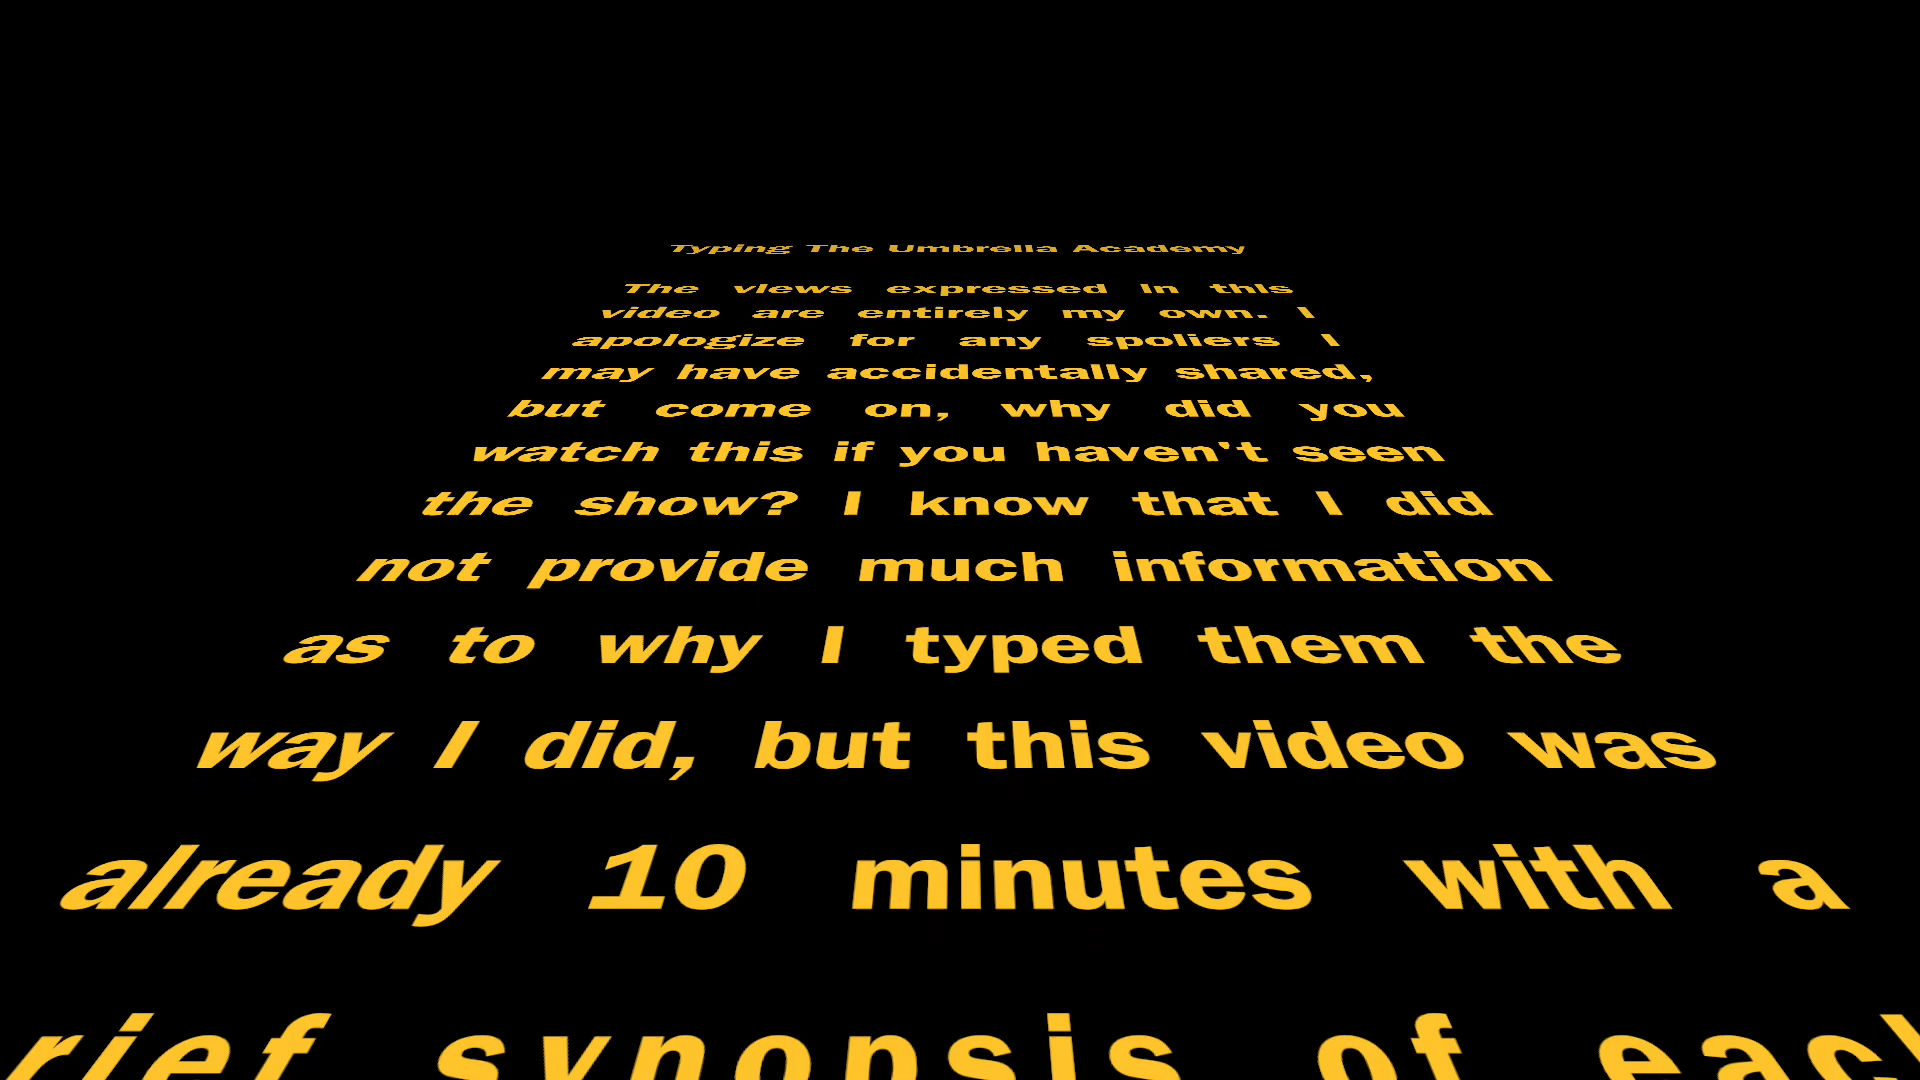 Typing The Umbrella Academy
The views expressed in this
video are entirely my own. I
apologize for any spoliers I
may have accidentally shared,
but come on, why did you
watch this if you haven't seen
the show? I know that I did
not provide much information
as to why I typed them the
way I did, but this video was
already 10 minutes with a
rief synopsis of each